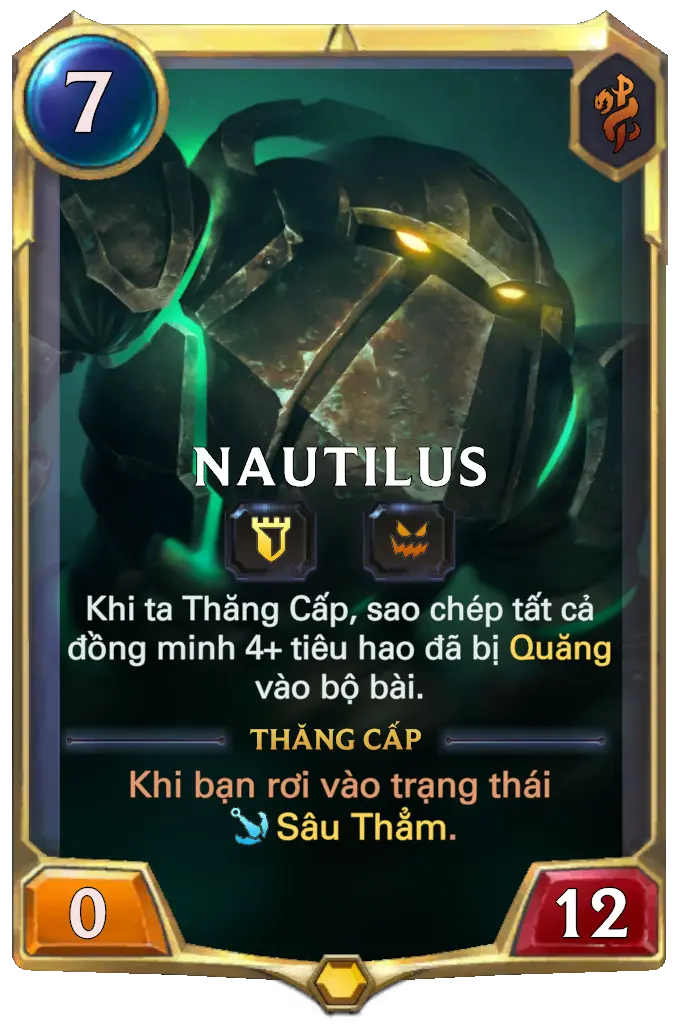 7
NAUTILUS
Khi ta Thăng Cấp, sao chép tất cả
đồng minh 4+ tiêu hao đã bị Quăng
vào bộ bài.
THĂNG CẤP
Khi bạn rơi vào trạng thái
Sâu Thẳm.
0
12